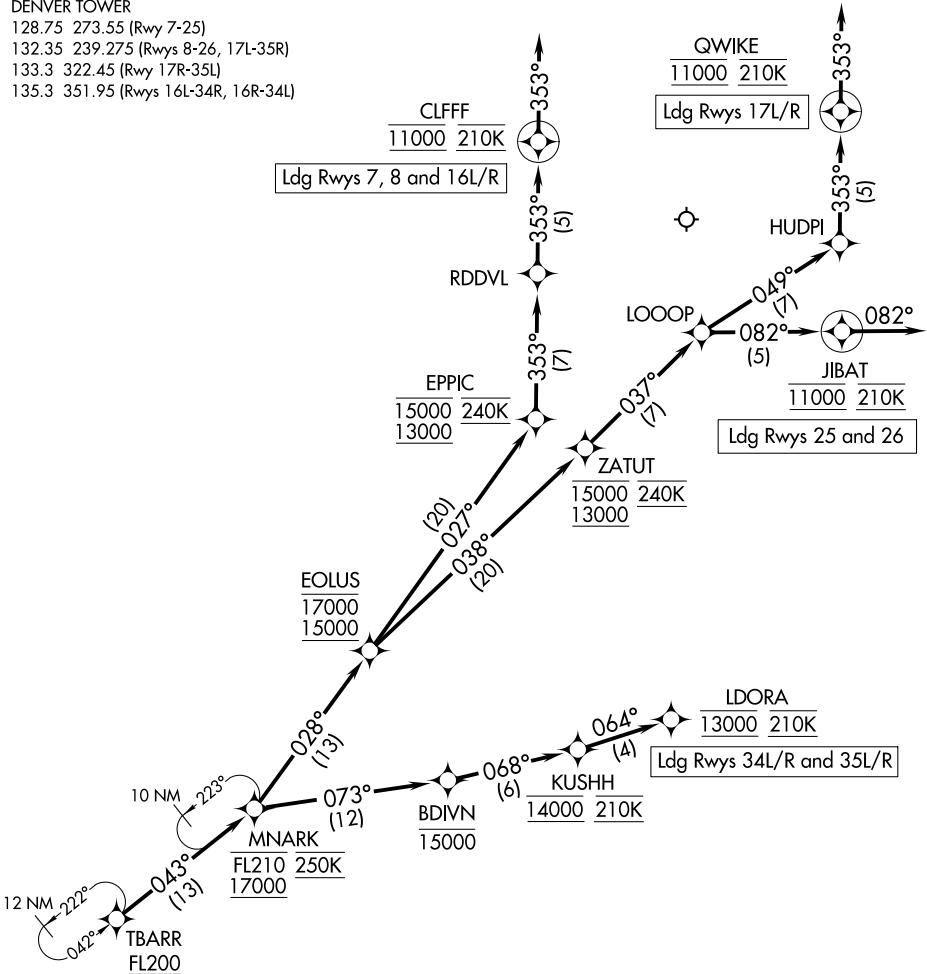 DENVER TOWER
128.75 273.55 (Rwy 7-25)
132.35 239.275 (Rwys 8-26, 17L-35R)
133.3 322.45 (Rwy 17R-35L)
135.3 351.95 (Rwys 16L-34R, 16R-34L)
353°
353°
QWIKE
11000 210K
Ldg Rwys 17L/R
CLFFF
11000 210K
Ldg Rwys 7, 8 and 16L/R
353°
(5)
353°
(5)
HUDPI
RDDVL
049°
(7)
LOOOP
082°
(5)
082°
JIBAT
11000 210K
Ldg Rwys 25 and 26
353°
(7)
EPPIC
15000 240K
13000
037°
(7)
ZATUT
15000 240K
13000
(20)
027°
038°
(20)
EOLUS
17000
15000
LDORA
13000 210K
Ldg Rwys 34L/R and 35L/R
028°
(13)
064°
(4)
068°
(6)
KUSHH
14000 210K
10 NM
223°
073°
(12)
BDIVN
15000
MNARK
FL210 250K
17000
043°
(13)
12 NM
222°
042°
TBARR
FL200